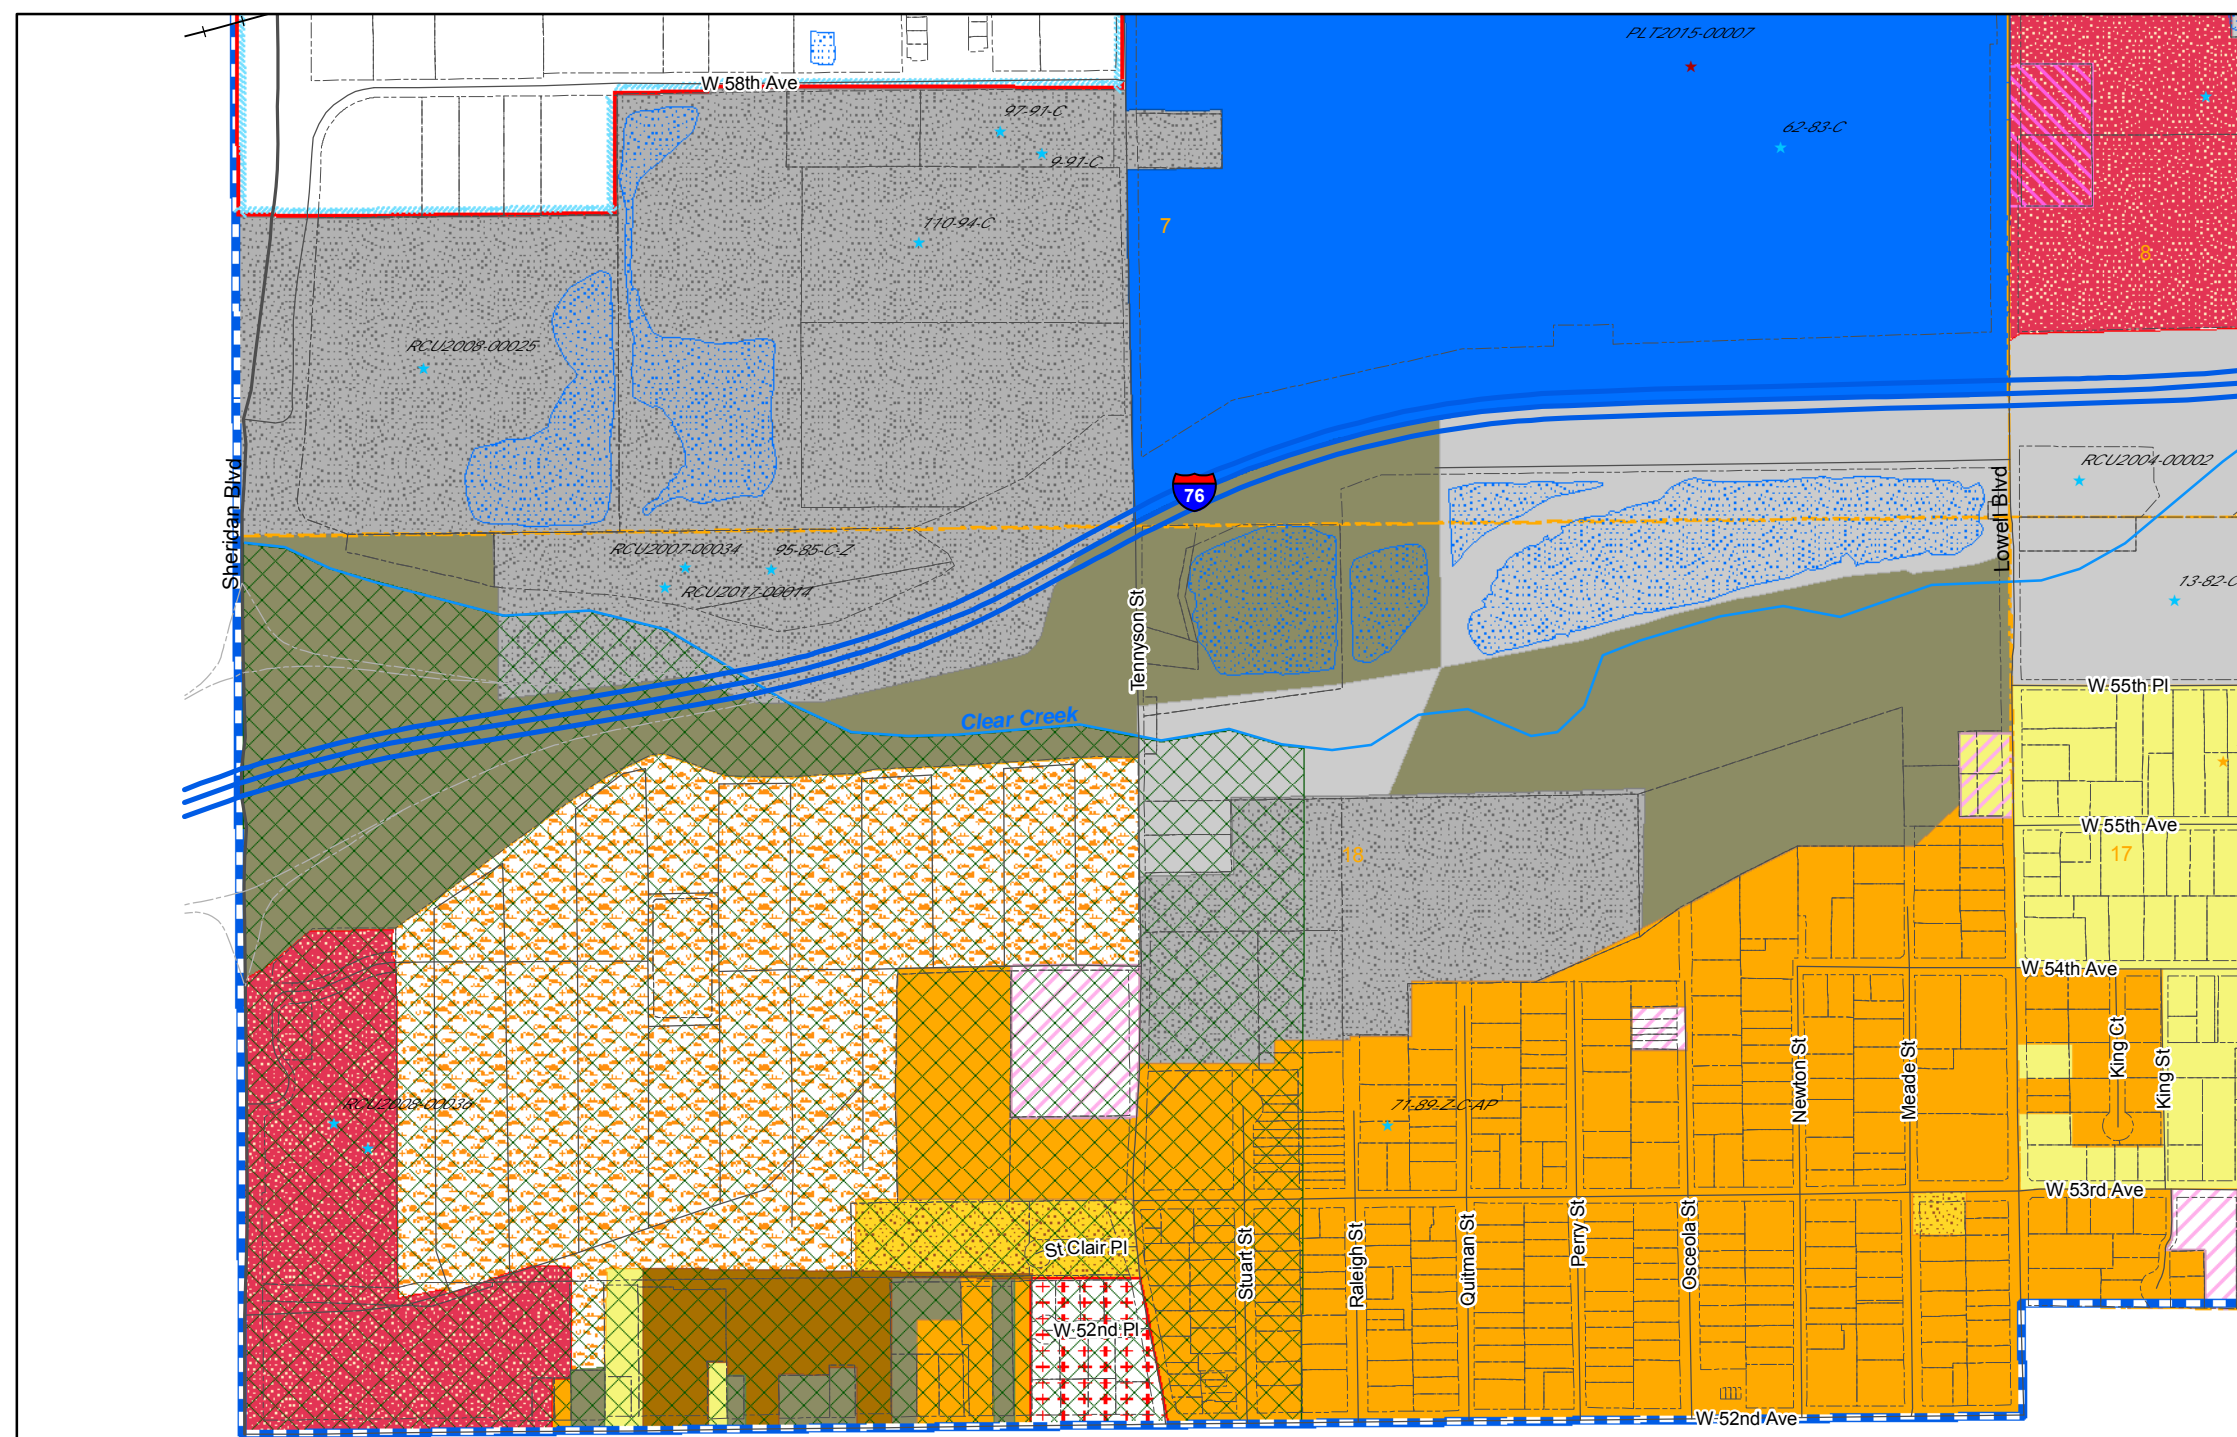 PLT2015-00007
W 58th Ave
97-91-C
9-91-C
62-83-C
110-94-C
7
8
RCU2008-00025
Sheridan Blvd
76
Lowell Blvd
RCU2004-00002
RCU2007-00034
95-85-C-Z
RCU2017-00014
13-82-C
Tennyson St
Clear Creek
W 55th Pl
W 55th Ave
18
17
W 54th Ave
King Ct
King St
Newton St
Meade St
RCU2008-00036
71-89-Z-C-AP
W 53rd Ave
St Clair Pl
Stuart St
Raleigh St
Quitman St
Perry St
Osceola St
W 52nd Pl
W 52nd Ave